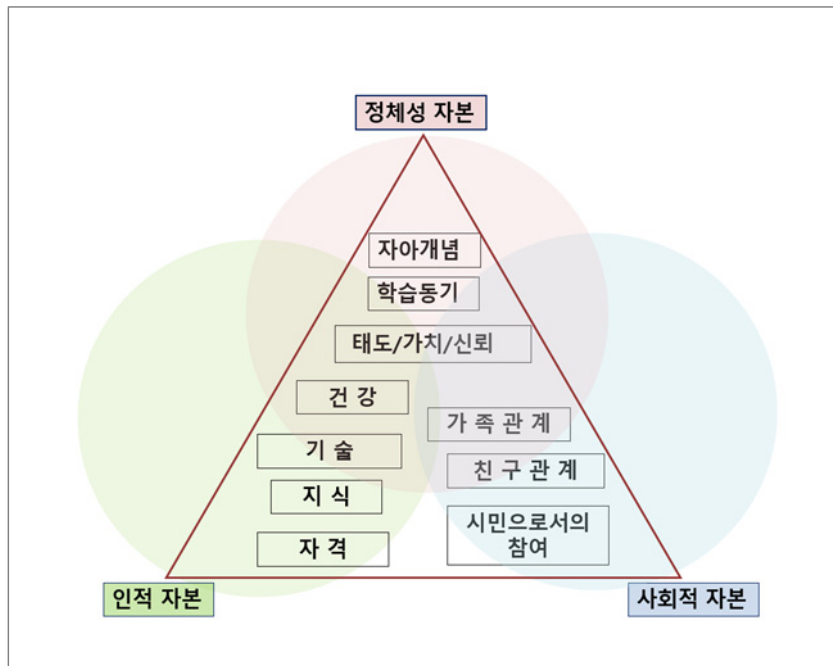 정체성 자본
자아개념
학습동기
태도/가치/신뢰
건 강
가 족 관 계
기 술
친 구 관 계
지 식
시민으로서의
참여
자 격
인적 자본
사회적 자본